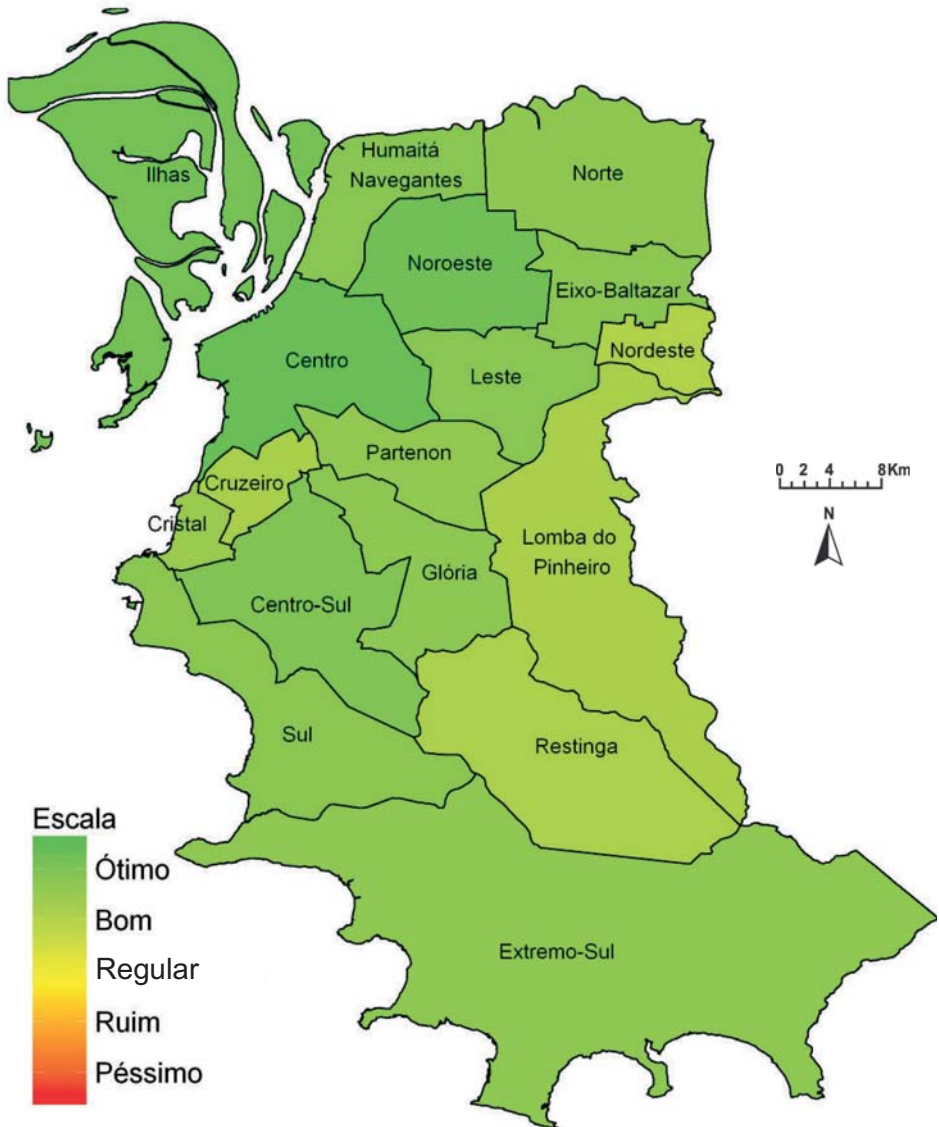 Humaitá
Navegantes
Norte
Ilhas
Noroeste
Eixo-Baltazar
Nordeste
Centro
Leste
Partenon
Cruzeiro
Cristal
0 2 4 8Km
N
Lomba do
Pinheiro
Glória
Centro-Sul
Sul
Restinga
Extremo-Sul
Escala
Ótimo
Bom
Regular
Ruim
Péssimo